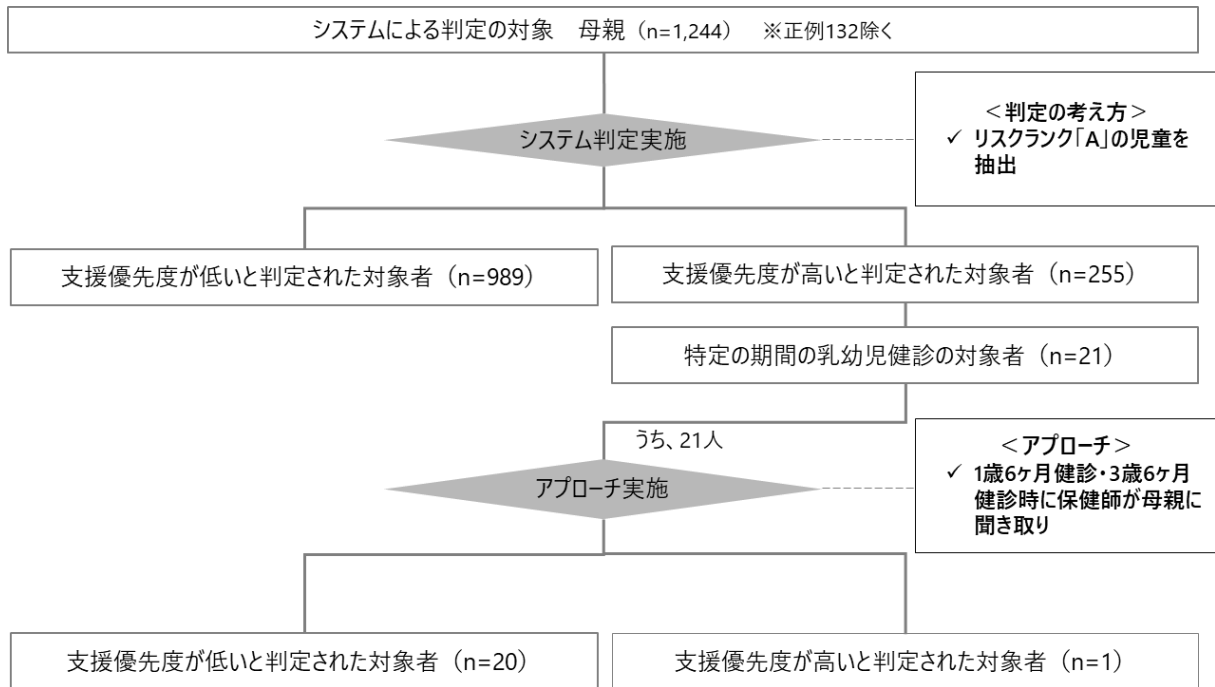 システムによる判定の対象　母親（n=1,244）　※正例132除く
システム判定実施
＜判定の考え方＞
✓ リスクランク「A」の児童を
抽出
支援優先度が低いと判定された対象者（n=989）
支援優先度が高いと判定された対象者（n=255）
特定の期間の乳幼児健診の対象者（n=21）
うち、21人
アプローチ実施
＜アプローチ＞
✓ 1歳6ヶ月健診・3歳6ヶ月
健診時に保健師が母親に
聞き取り
支援優先度が低いと判定された対象者（n=20）
支援優先度が高いと判定された対象者（n=1）